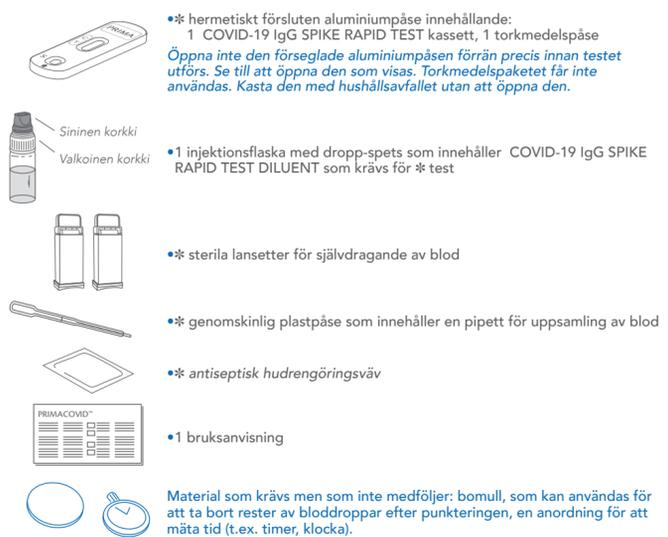 •✻ hermetiskt försluten aluminiumpåse innehållande:
1 COVID-19 IgG SPIKE RAPID TEST kassett, 1 torkmedelspåse
PRIMA
Öppna inte den förseglade aluminiumpåsen förrän precis innan testet
utförs. Se till att öppna den som visas. Torkmedelspaketet får inte
användas. Kasta den med hushållsavfallet utan att öppna den.
Sininen korkki
Valkoinen korkki
•1 injektionsflaska med dropp-spets som innehåller COVID-19 IgG SPIKE
RAPID TEST DILUENT som krävs för ✻ test
•✻ sterila lansetter för självdragande av blod
•✻ genomskinlig plastpåse som innehåller en pipett för uppsamling av blod
•✻ antiseptisk hudrengöringsväv
PRIMACOVID™
•1 bruksanvisning
Material som krävs men som inte medföljer: bomull, som kan användas för
att ta bort rester av bloddroppar efter punkteringen, en anordning för att
mäta tid (t.ex. timer, klocka).